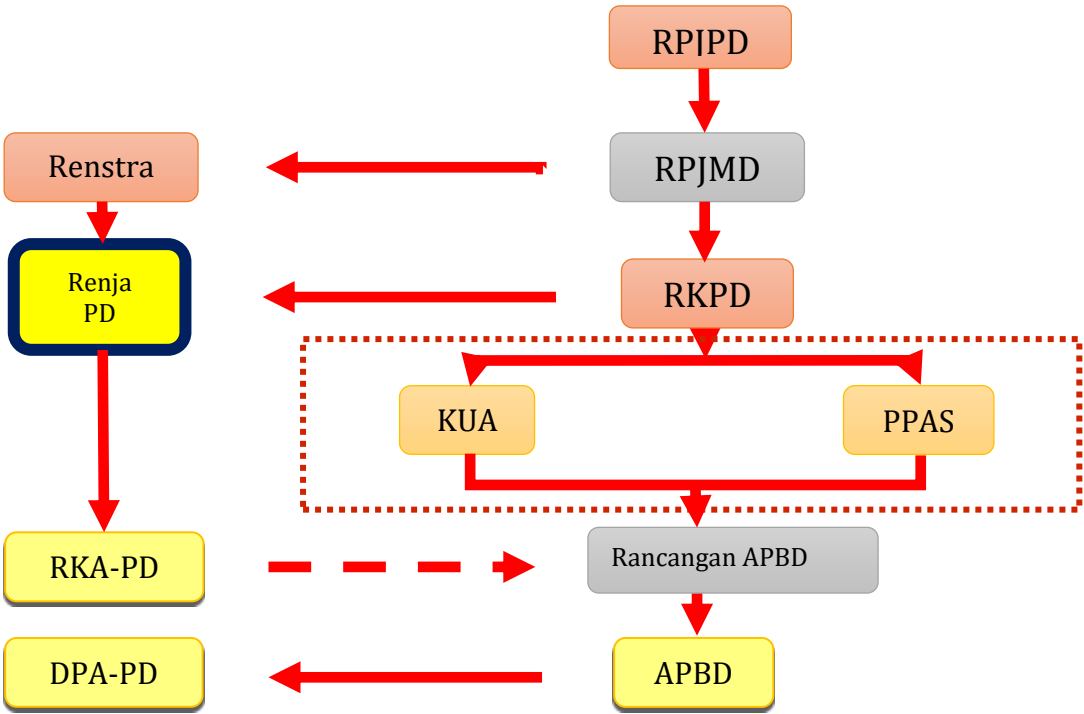 RPJPD
Renstra
RPJMD
Renja
PD
RKPD
KUA
PPAS
RKA-PD
Rancangan APBD
DPA-PD
APBD